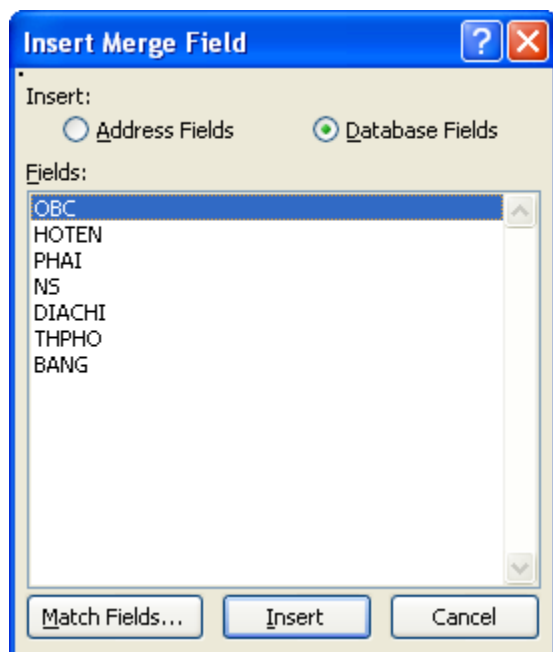 Insert Merge Field
Insert:
Address Fields Database Fields
Fields:
OBC
HOTEN
PHAI
NS
DIACHI
THPHO
BANG
Match Fields... Insert Cancel